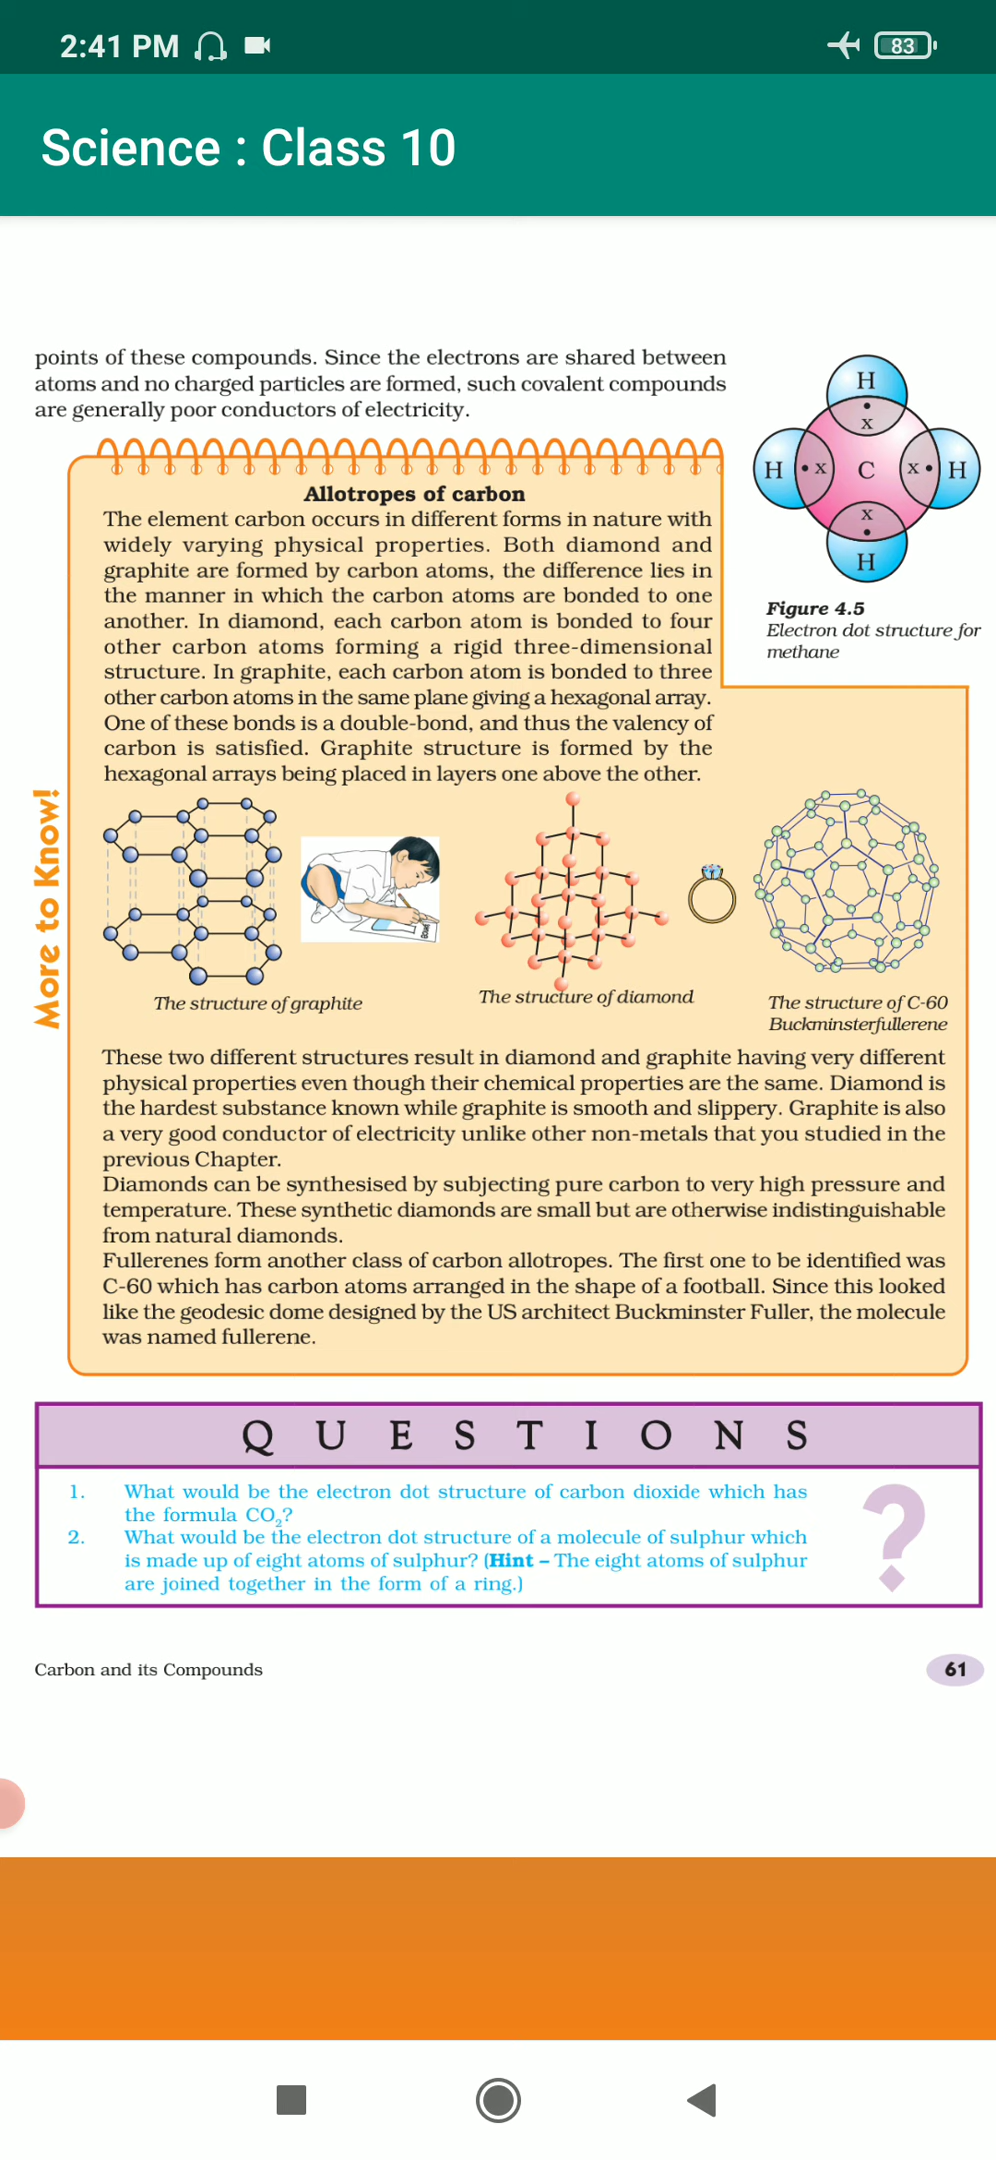 2:41 PM
83
Science : Class 10
points of these compounds. Since the electrons are shared between
atoms and no charged particles are formed, such covalent compounds
are generally poor conductors of electricity.
H
•
x
H • x C x • H
x
•
H
Figure 4.5
Electron dot structure for
methane
Allotropes of carbon
The element carbon occurs in different forms in nature with
widely varying physical properties. Both diamond and
graphite are formed by carbon atoms, the difference lies in
the manner in which the carbon atoms are bonded to one
another. In diamond, each carbon atom is bonded to four
other carbon atoms forming a rigid three-dimensional
structure. In graphite, each carbon atom is bonded to three
other carbon atoms in the same plane giving a hexagonal array.
One of these bonds is a double-bond, and thus the valency of
carbon is satisfied. Graphite structure is formed by the
hexagonal arrays being placed in layers one above the other.
More to Know!
The structure of graphite
The structure of diamond
The structure of C-60
Buckminsterfullerene
These two different structures result in diamond and graphite having very different
physical properties even though their chemical properties are the same. Diamond is
the hardest substance known while graphite is smooth and slippery. Graphite is also
a very good conductor of electricity unlike other non-metals that you studied in the
previous Chapter.
Diamonds can be synthesised by subjecting pure carbon to very high pressure and
temperature. These synthetic diamonds are small but are otherwise indistinguishable
from natural diamonds.
Fullerenes form another class of carbon allotropes. The first one to be identified was
C-60 which has carbon atoms arranged in the shape of a football. Since this looked
like the geodesic dome designed by the US architect Buckminster Fuller, the molecule
was named fullerene.
QUESTIONS
1. What would be the electron dot structure of carbon dioxide which has
the formula CO₂?
2. What would be the electron dot structure of a molecule of sulphur which
is made up of eight atoms of sulphur? (Hint – The eight atoms of sulphur
are joined together in the form of a ring.)
?
Carbon and its Compounds
61